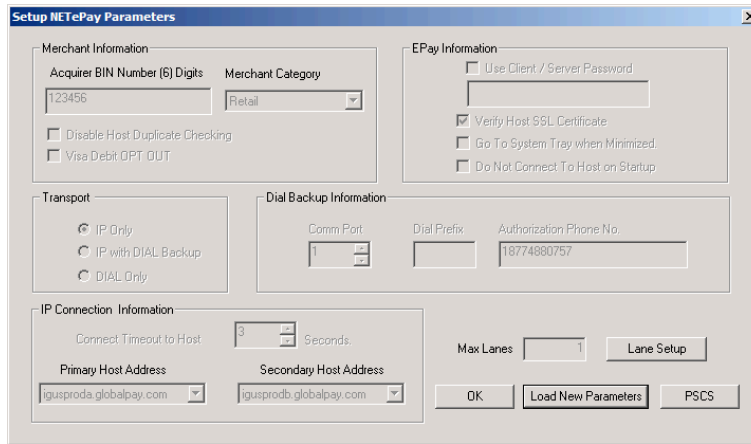 Setup NETePay Parameters
Merchant Information
Acquirer BIN Number (6) Digits
Merchant Category
123456
Retail
Disable Host Duplicate Checking
Visa Debit OPT OUT
EPay Information
Use Client / Server Password
Verify Host SSL Certificate
Go To System Tray when Minimized.
Do Not Connect To Host on Startup
Transport
IP Only
IP with DIAL Backup
DIAL Only
Dial Backup Information
Comm Port
Dial Prefix
Authorization Phone No.
1
18774880757
IP Connection Information
Connect Timeout to Host
3
Seconds.
Primary Host Address
Secondary Host Address
igusproda.globalpay.com
igusprodb.globalpay.com
Max Lanes
1
Lane Setup
OK
Load New Parameters
PSCS